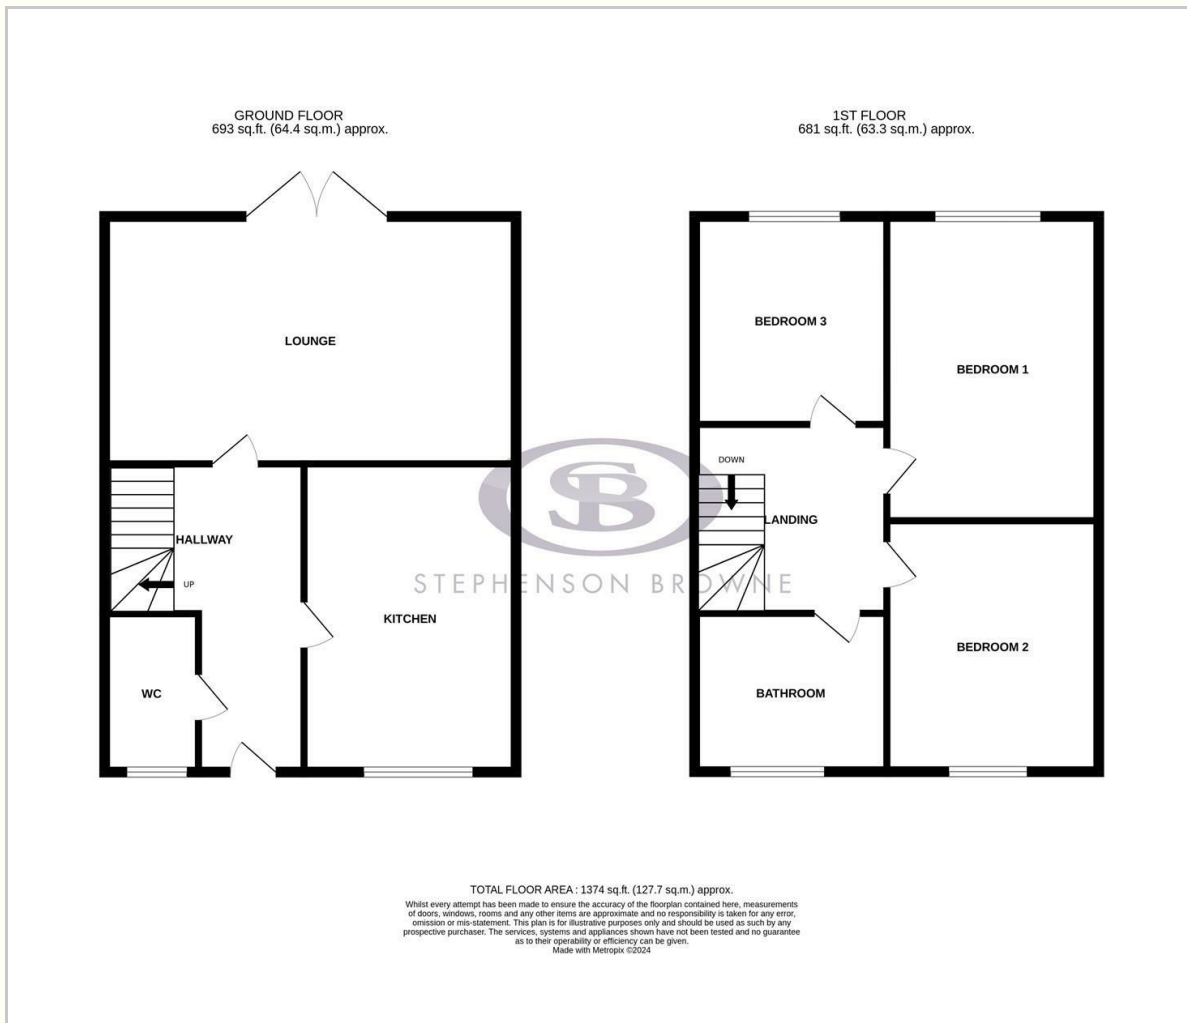 GROUND FLOOR
693 sq.ft. (64.4 sq.m.) approx.
1ST FLOOR
681 sq.ft. (63.3 sq.m.) approx.
LOUNGE
HALLWAY
UP
KITCHEN
WC
BEDROOM 3
BEDROOM 1
DOWN
LANDING
BEDROOM 2
BATHROOM
SB
STEPHENSON BROWNE
TOTAL FLOOR AREA : 1374 sq.ft. (127.7 sq.m.) approx.
Whilst every attempt has been made to ensure the accuracy of the floorplan contained here, measurements
of doors, windows, rooms and any other items are approximate and no responsibility is taken for any error,
omission or mis-statement. This plan is for illustrative purposes only and should be used as such by any
prospective purchaser. The services, systems and appliances shown have not been tested and no guarantee
as to their operability or efficiency can be given.
Made with Metropix ©2024